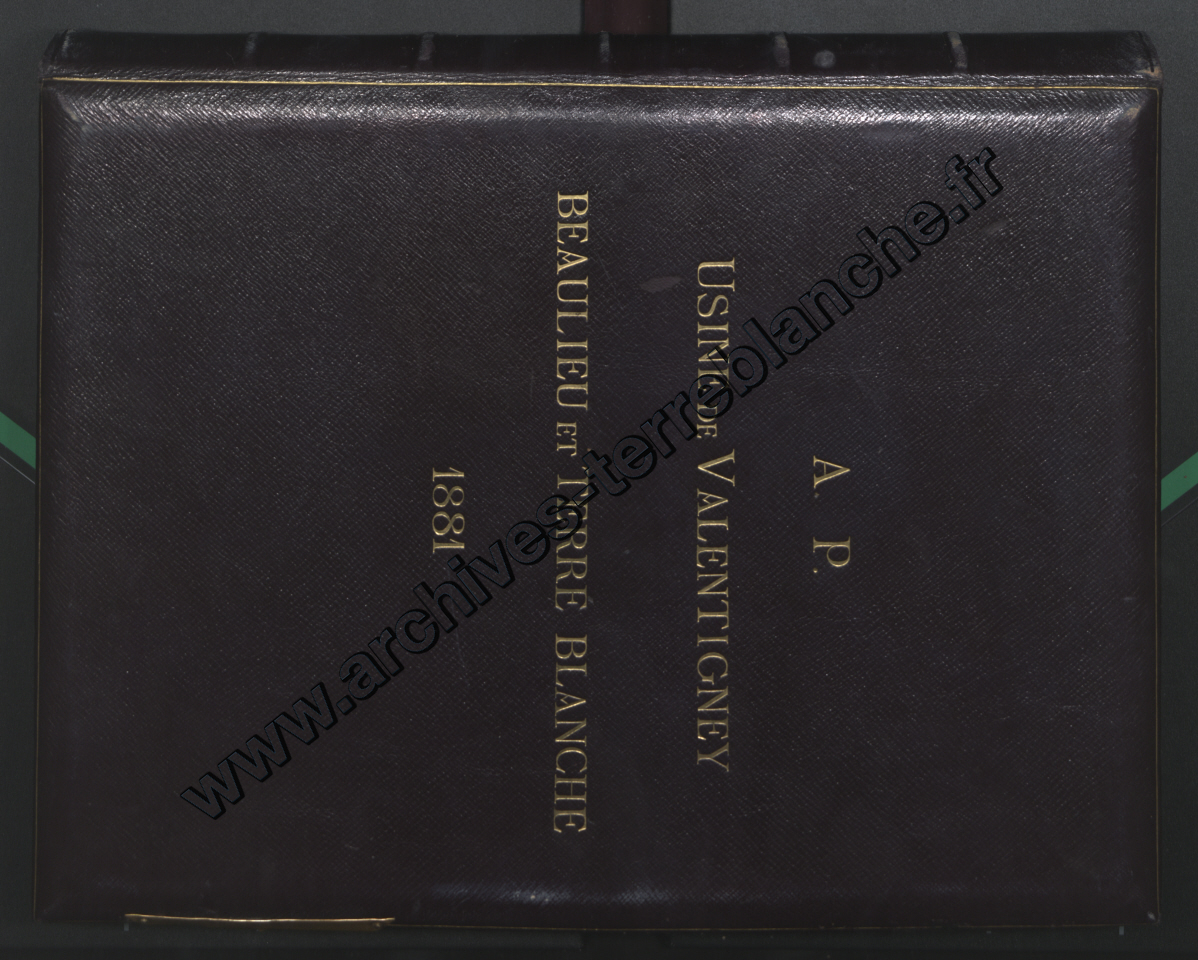 A. P.
USINE DE VALENTIGNEY
BEAULIEU ET TERRE BLANCHE
1881
www.archives-terreblanche.fr